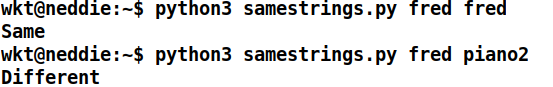 wkt@neddie:~$ python3 samestrings.py fred fred
Same
wkt@neddie:~$ python3 samestrings.py fred piano2
Different